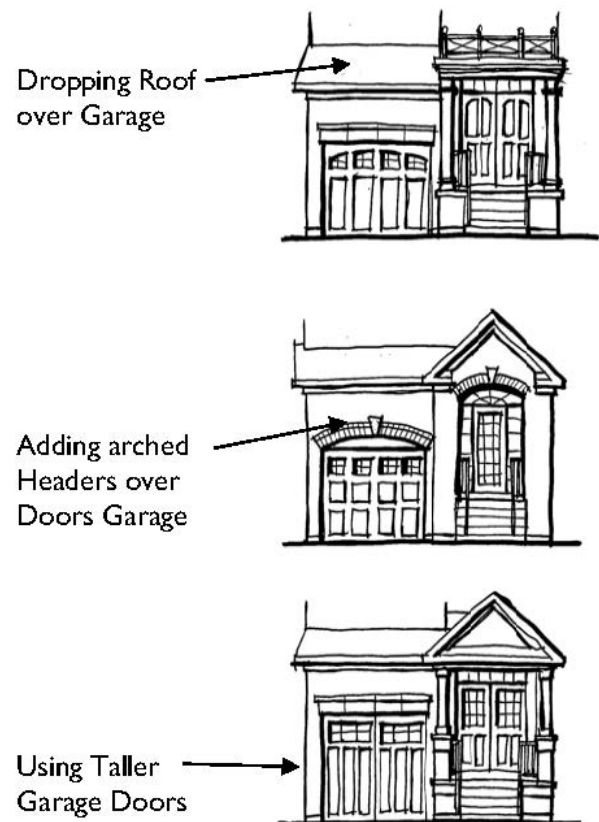 Dropping Roof
over Garage
Adding arched
Headers over
Doors Garage
Using Taller
Garage Doors